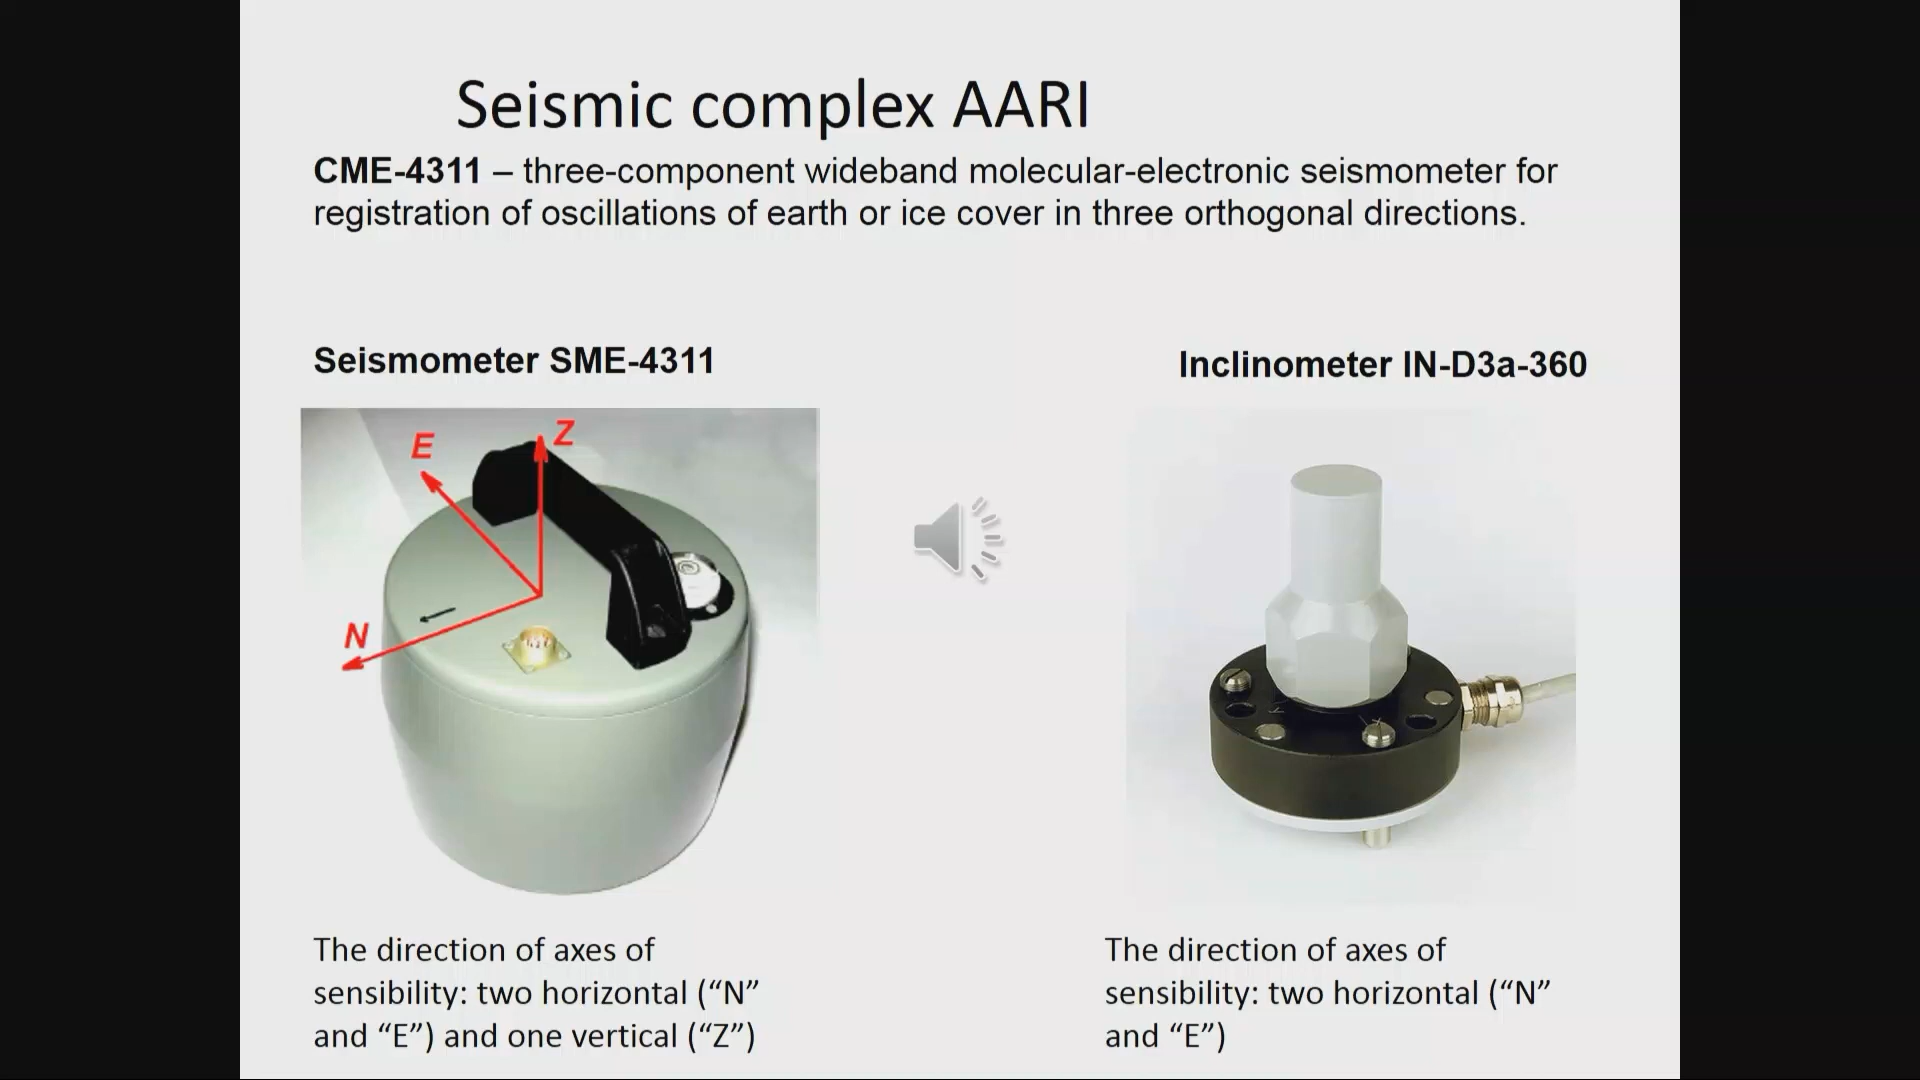 Seismic complex AARI
CME-4311 – three-component wideband molecular-electronic seismometer for
registration of oscillations of earth or ice cover in three orthogonal directions.
Seismometer SME-4311
Inclinometer IN-D3a-360
E
Z
N
The direction of axes of
sensibility: two horizontal (“N”
and “E”) and one vertical (“Z”)
The direction of axes of
sensibility: two horizontal (“N”
and “E”)